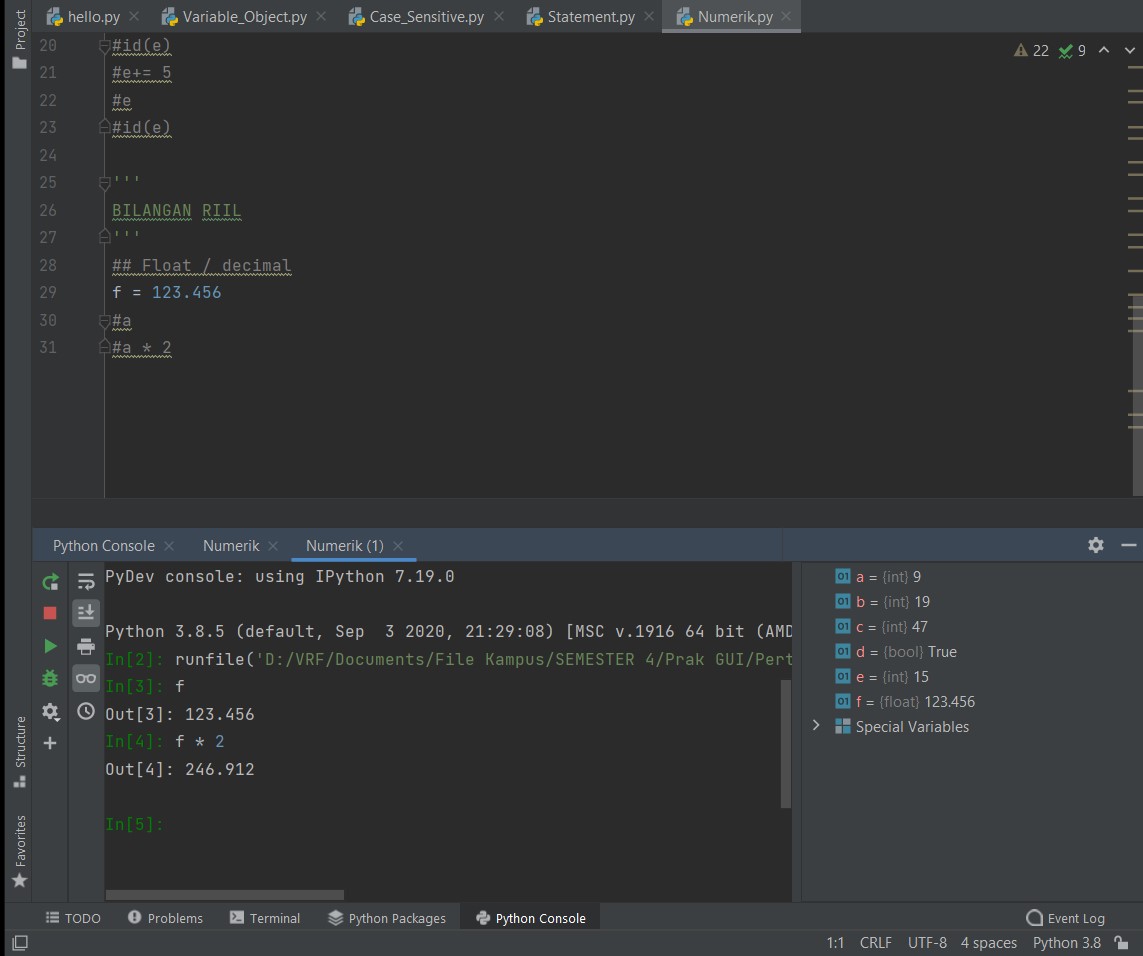 hello.py Variable_Object.py Case_Sensitive.py Statement.py Numerik.py
Project
22 9
20 #id(e)
21 #e+= 5
22 #e
23 #id(e)
24
25 '''
26 BILANGAN RIIL
27 '''
28 ## Float / decimal
29 f = 123.456
30 #a
31 #a * 2
Python Console Numerik Numerik (1)
PyDev console: using IPython 7.19.0
Python 3.8.5 (default, Sep  3 2020, 21:29:08) [MSC v.1916 64 bit (AMD
In[2]: runfile('D:/VRF/Documents/File Kampus/SEMESTER 4/Prak GUI/Pert
In[3]: f
Out[3]: 123.456
In[4]: f * 2
Out[4]: 246.912
In[5]:
01 a = {int} 9
01 b = {int} 19
01 c = {int} 47
01 d = {bool} True
01 e = {int} 15
01 f = {float} 123.456
Special Variables
Structure
Favorites
TODO Problems Terminal Python Packages Python Console Event Log
1:1 CRLF UTF-8 4 spaces Python 3.8